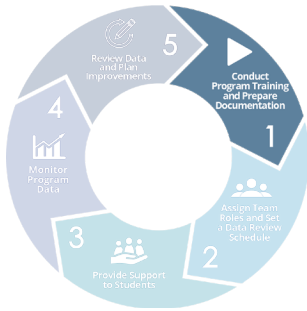 Conduct
Program Training
and Prepare
Documentation
1
Assign Team
Roles and Set
a Data Review
Schedule
2
3
Provide Support
to Students
4
Monitor
Program
Data
5
Review Data
and Plan
Improvements